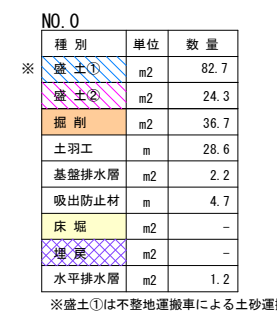 NO.0
種 別 単位 数 量
※ 盛 土① m2 82.7
盛 土② m2 24.3
掘 削 m2 36.7
土羽工 m 28.6
基盤排水層 m2 2.2
吸出防止材 m 4.7
床 堀 m2 −
埋 戻 m2 −
水平排水層 m2 1.2
※盛土①は不整地運搬車による土砂運